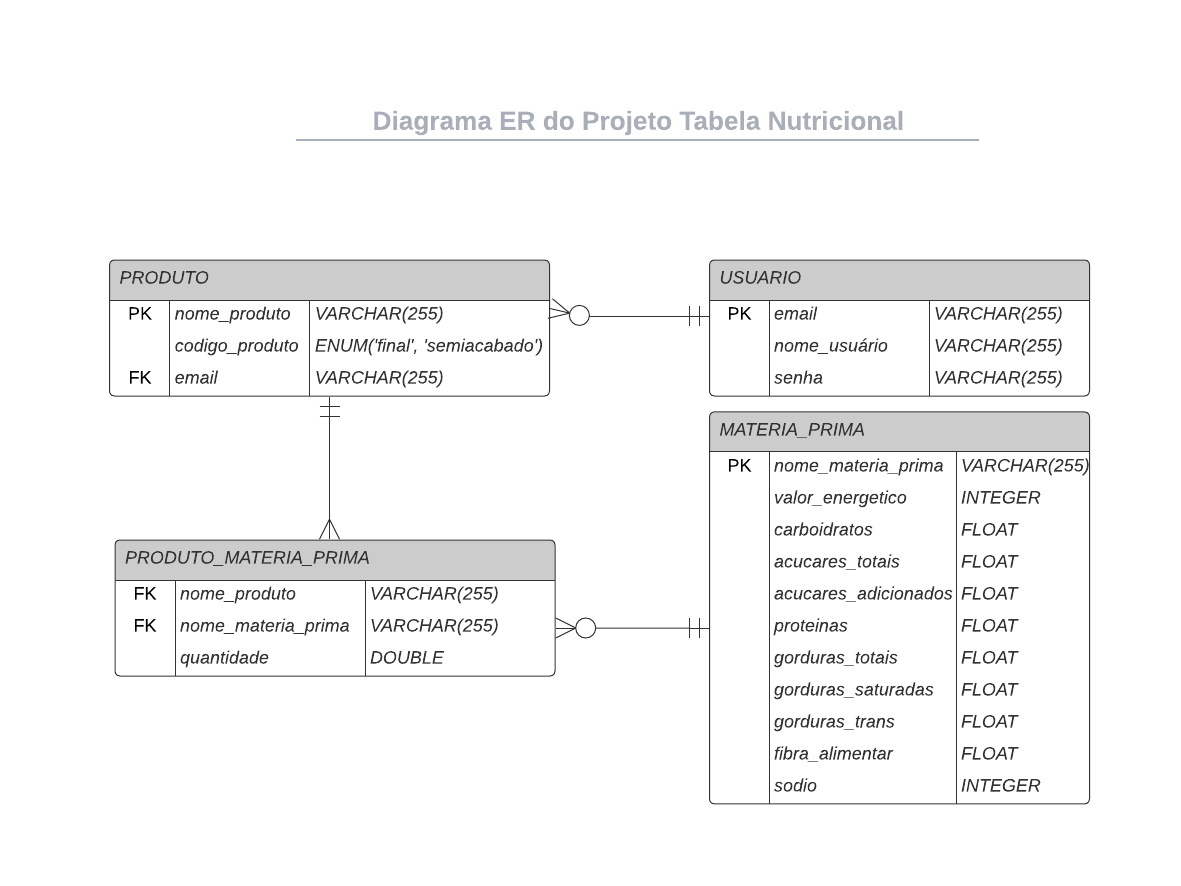 Diagrama ER do Projeto Tabela Nutricional
PRODUTO
PK nome_produto VARCHAR(255)
codigo_produto ENUM('final', 'semiacabado')
FK email VARCHAR(255)
USUARIO
PK email VARCHAR(255)
nome_usuário VARCHAR(255)
senha VARCHAR(255)
PRODUTO_MATERIA_PRIMA
FK nome_produto VARCHAR(255)
FK nome_materia_prima VARCHAR(255)
quantidade DOUBLE
MATERIA_PRIMA
PK nome_materia_prima VARCHAR(255)
valor_energetico INTEGER
carboidratos FLOAT
acucares_totais FLOAT
acucares_adicionados FLOAT
proteinas FLOAT
gorduras_totais FLOAT
gorduras_saturadas FLOAT
gorduras_trans FLOAT
fibra_alimentar FLOAT
sodio INTEGER